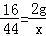 16/44 = 2g/x